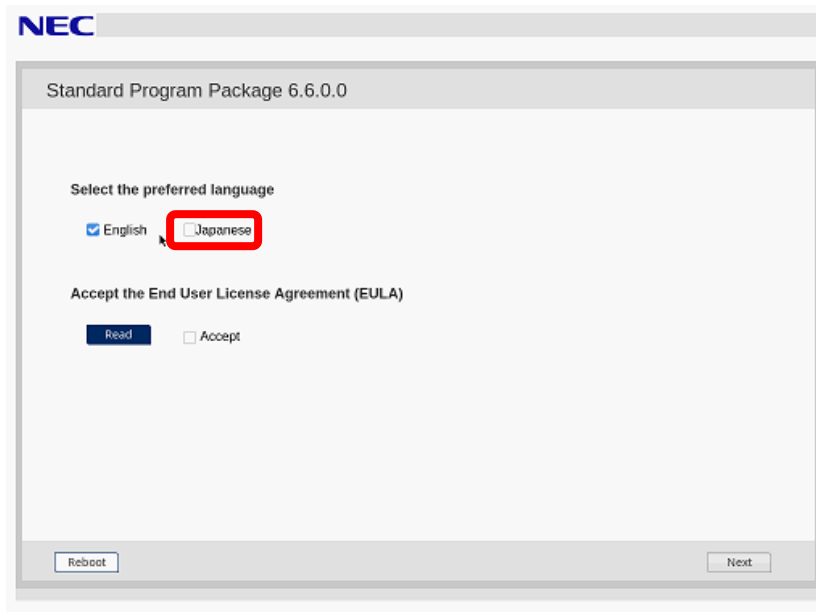 NEC
Standard Program Package 6.6.0.0
Select the preferred language
English Japanese
Accept the End User License Agreement (EULA)
Read Accept
Reboot Next